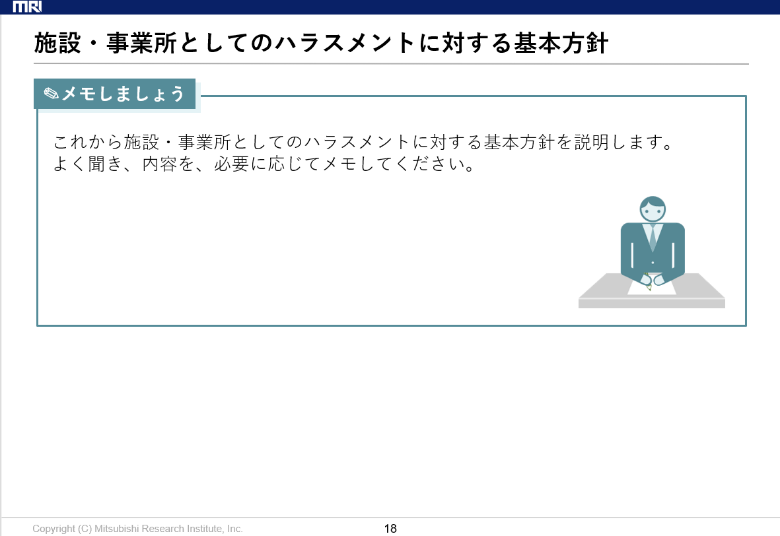 MRI
施設・事業所としてのハラスメントに対する基本方針
✎メモしましょう
これから施設・事業所としてのハラスメントに対する基本方針を説明します。
よく聞き、内容を、必要に応じてメモしてください。
Copyright (C) Mitsubishi Research Institute, Inc.
18